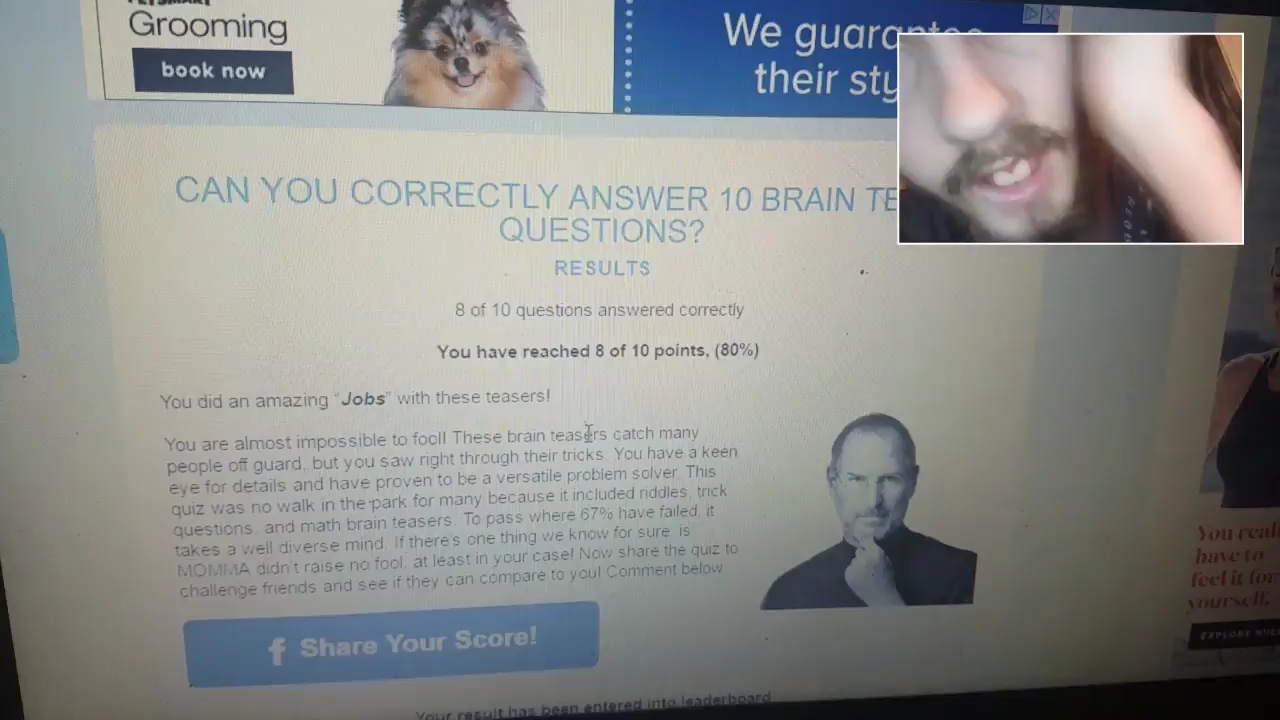 Grooming
book now
We guarantee
their sty
CAN YOU CORRECTLY ANSWER 10 BRAIN TE
QUESTIONS?
RESULTS
8 of 10 questions answered correctly
You have reached 8 of 10 points, (80%)
You did an amazing "Jobs" with these teasers!
You are almost impossible to fool! These brain teasers catch many
people off guard, but you saw right through their tricks. You have a keen
eye for details and have proven to be a versatile problem solver. This
quiz was no walk in the park for many because it included riddles, trick
questions, and math brain teasers. To pass where 67% have failed, it
takes a well diverse mind. If there's one thing we know for sure, is
MOMMA didn't raise no fool, at least in your case! Now share the quiz to
challenge friends and see if they can compare to you! Comment below
f Share Your Score!
Your result has been entered into leaderboard
You real
have to
feel it for
yourself.
EXPLORE NUL